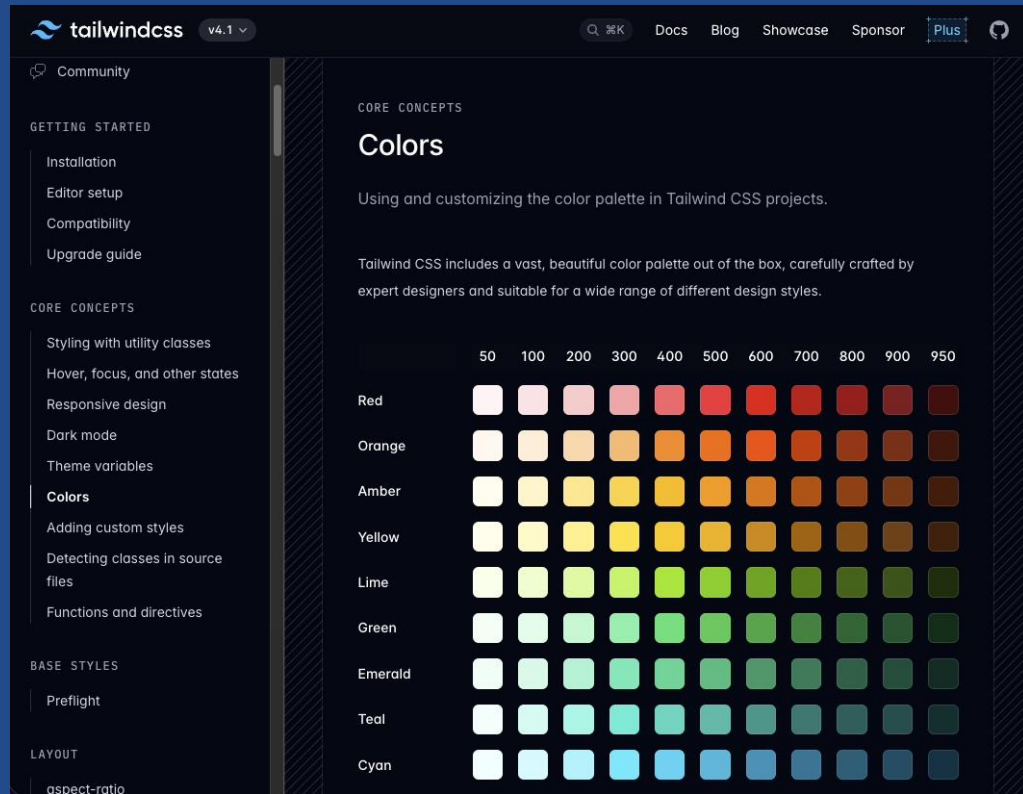 tailwindcss v4.1 ⌘K Docs Blog Showcase Sponsor Plus
Community
GETTING STARTED
Installation
Editor setup
Compatibility
Upgrade guide
CORE CONCEPTS
Styling with utility classes
Hover, focus, and other states
Responsive design
Dark mode
Theme variables
Colors
Adding custom styles
Detecting classes in source
files
Functions and directives
BASE STYLES
Preflight
LAYOUT
aspect-ratio
CORE CONCEPTS
Colors
Using and customizing the color palette in Tailwind CSS projects.
Tailwind CSS includes a vast, beautiful color palette out of the box, carefully crafted by
expert designers and suitable for a wide range of different design styles.
50 100 200 300 400 500 600 700 800 900 950
Red
Orange
Amber
Yellow
Lime
Green
Emerald
Teal
Cyan